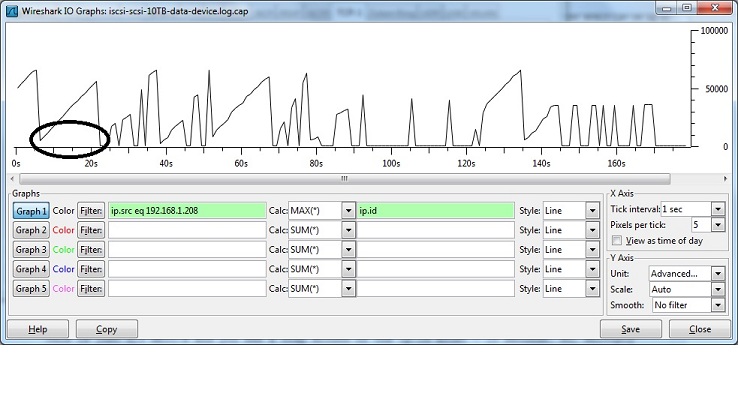 Wireshark IO Graphs: iscsi-scsi-10TB-data-device.log.cap
100000
50000
0
0s 20s 40s 60s 80s 100s 120s 140s 160s
Graphs
Graph 1 Color Filter: ip.src eq 192.168.1.208 Calc: MAX(*) ip.id Style: Line
Graph 2 Color Filter: Calc: SUM(*) Style: Line
Graph 3 Color Filter: Calc: SUM(*) Style: Line
Graph 4 Color Filter: Calc: SUM(*) Style: Line
Graph 5 Color Filter: Calc: SUM(*) Style: Line
X Axis
Tick interval: 1 sec
Pixels per tick: 5
View as time of day
Y Axis
Unit: Advanced...
Scale: Auto
Smooth: No filter
Help Copy Save Close